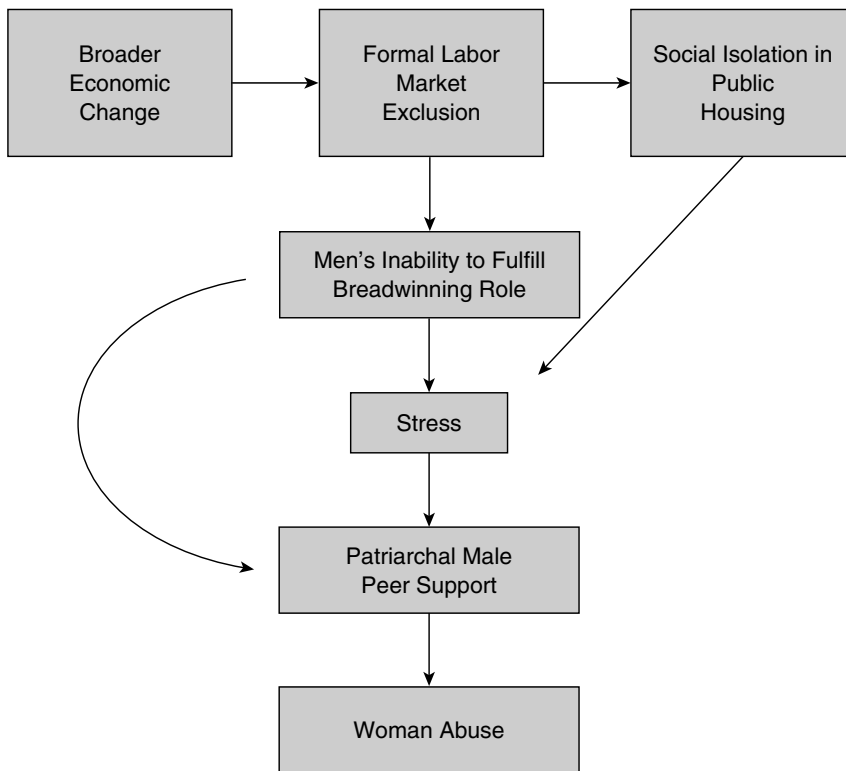 Broader
Economic
Change
Formal Labor
Market
Exclusion
Social Isolation in
Public
Housing
Men’s Inability to Fulfill
Breadwinning Role
Stress
Patriarchal Male
Peer Support
Woman Abuse